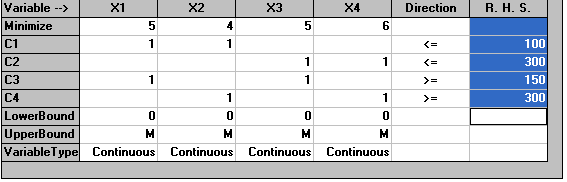 Variable --> X1 X2 X3 X4 Direction R. H. S.
Minimize 5 4 5 6
C1 1 1 <= 100
C2 1 1 <= 300
C3 1 1 >= 150
C4 1 1 >= 300
LowerBound 0 0 0 0
UpperBound M M M M
VariableType Continuous Continuous Continuous Continuous